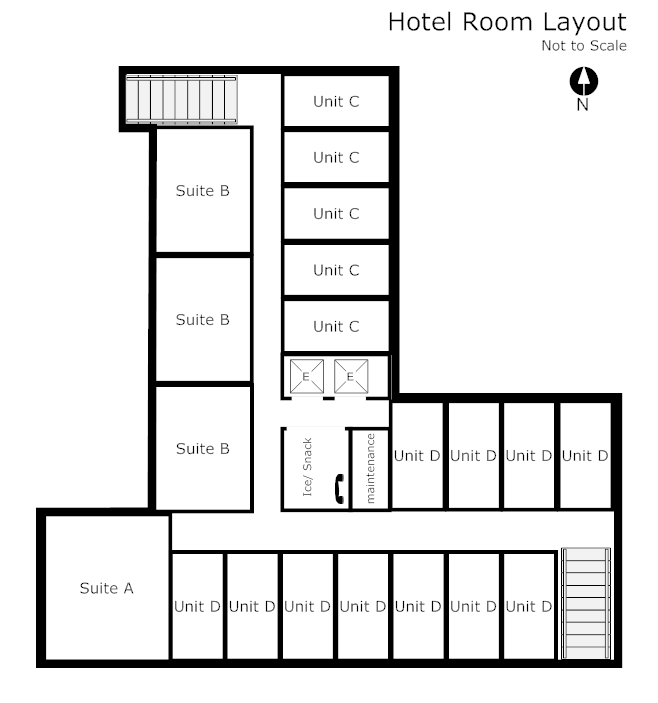 Hotel Room Layout
Not to Scale
N
Unit C
Unit C
Unit C
Unit C
Unit C
Suite B
Suite B
Suite B
E
E
Ice/ Snack
maintenance
Unit D
Unit D
Unit D
Unit D
Suite A
Unit D
Unit D
Unit D
Unit D
Unit D
Unit D
Unit D